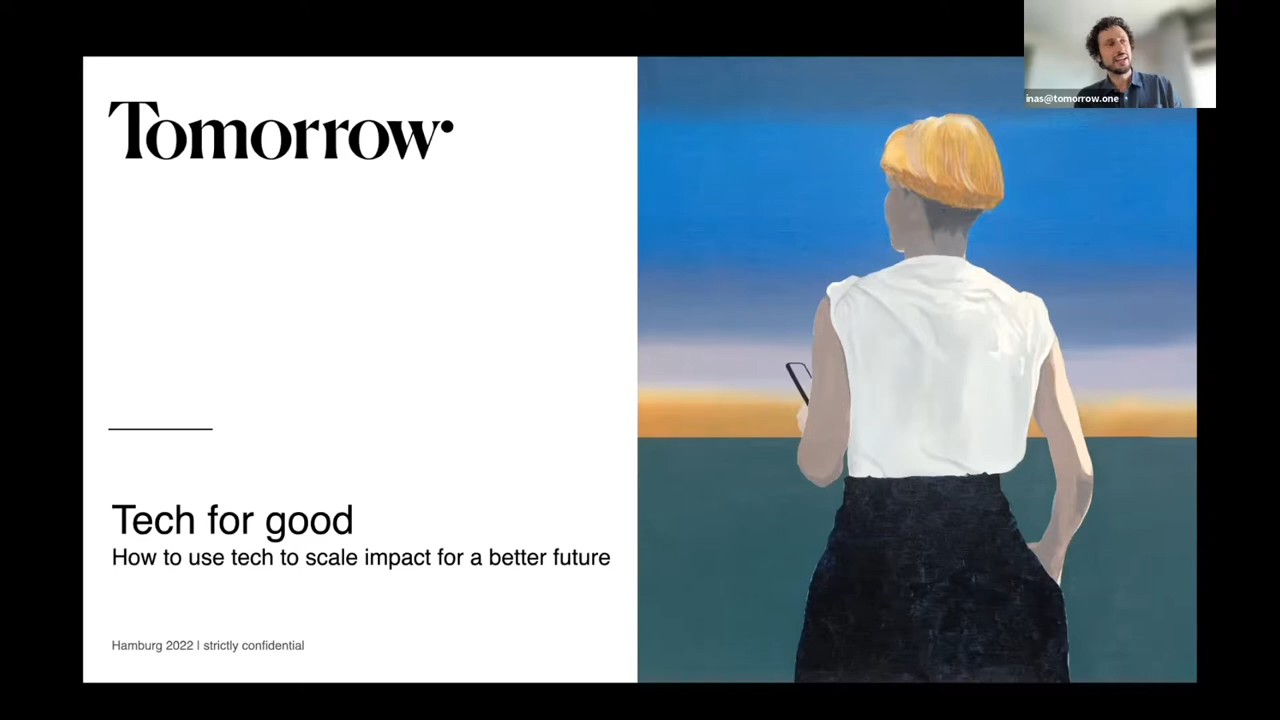 inas@tomorrow.one
Tomorrow
Tech for good
How to use tech to scale impact for a better future
Hamburg 2022 | strictly confidential